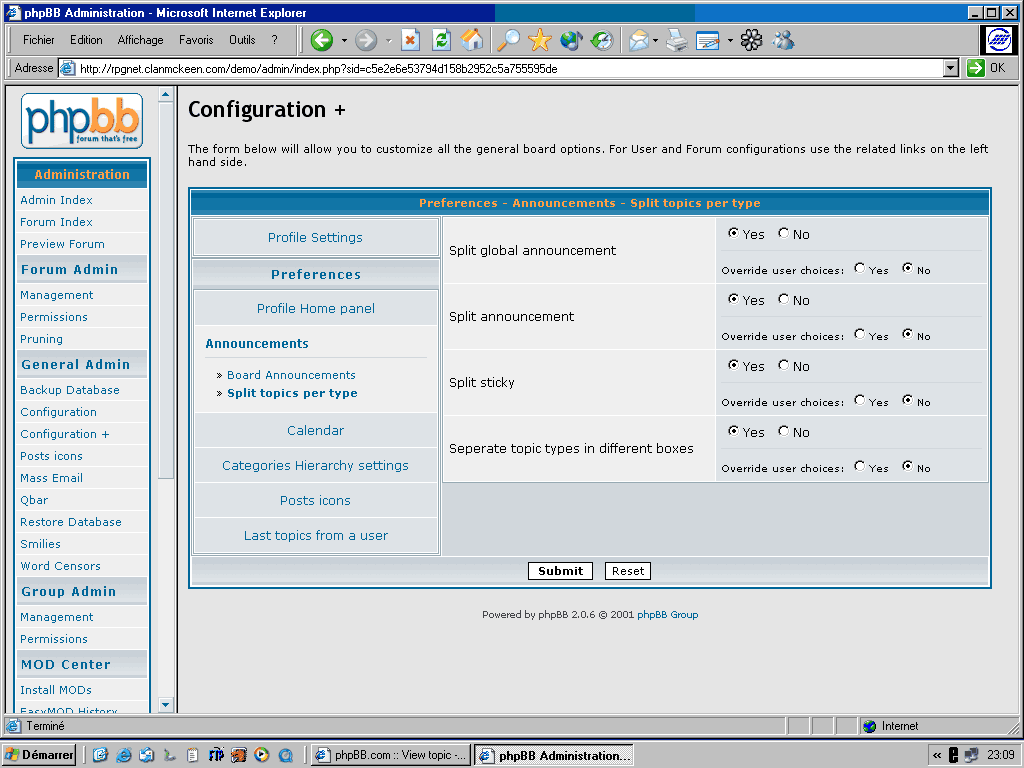 phpBB Administration - Microsoft Internet Explorer
Fichier Edition Affichage Favoris Outils ?
Adresse http://rpgnet.clanmckeen.com/demo/admin/index.php?sid=c5e2e6e53794d158b2952c5a755595de OK
phpBB
forum that's free
Administration
Admin Index
Forum Index
Preview Forum
Forum Admin
Management
Permissions
Pruning
General Admin
Backup Database
Configuration
Configuration +
Posts icons
Mass Email
Qbar
Restore Database
Smilies
Word Censors
Group Admin
Management
Permissions
MOD Center
Install MODs
EasyMOD History
Configuration +
The form below will allow you to customize all the general board options. For User and Forum configurations use the related links on the left
hand side.
Preferences - Announcements - Split topics per type
Profile Settings
Preferences
Profile Home panel
Announcements
» Board Announcements
» Split topics per type
Calendar
Categories Hierarchy settings
Posts icons
Last topics from a user
Split global announcement
Yes No
Override user choices: Yes No
Split announcement
Yes No
Override user choices: Yes No
Split sticky
Yes No
Override user choices: Yes No
Seperate topic types in different boxes
Yes No
Override user choices: Yes No
Submit Reset
Powered by phpBB 2.0.6 © 2001 phpBB Group
Terminé Internet
Démarrer phpBB.com :: View topic -... phpBB Administration... « 23:09